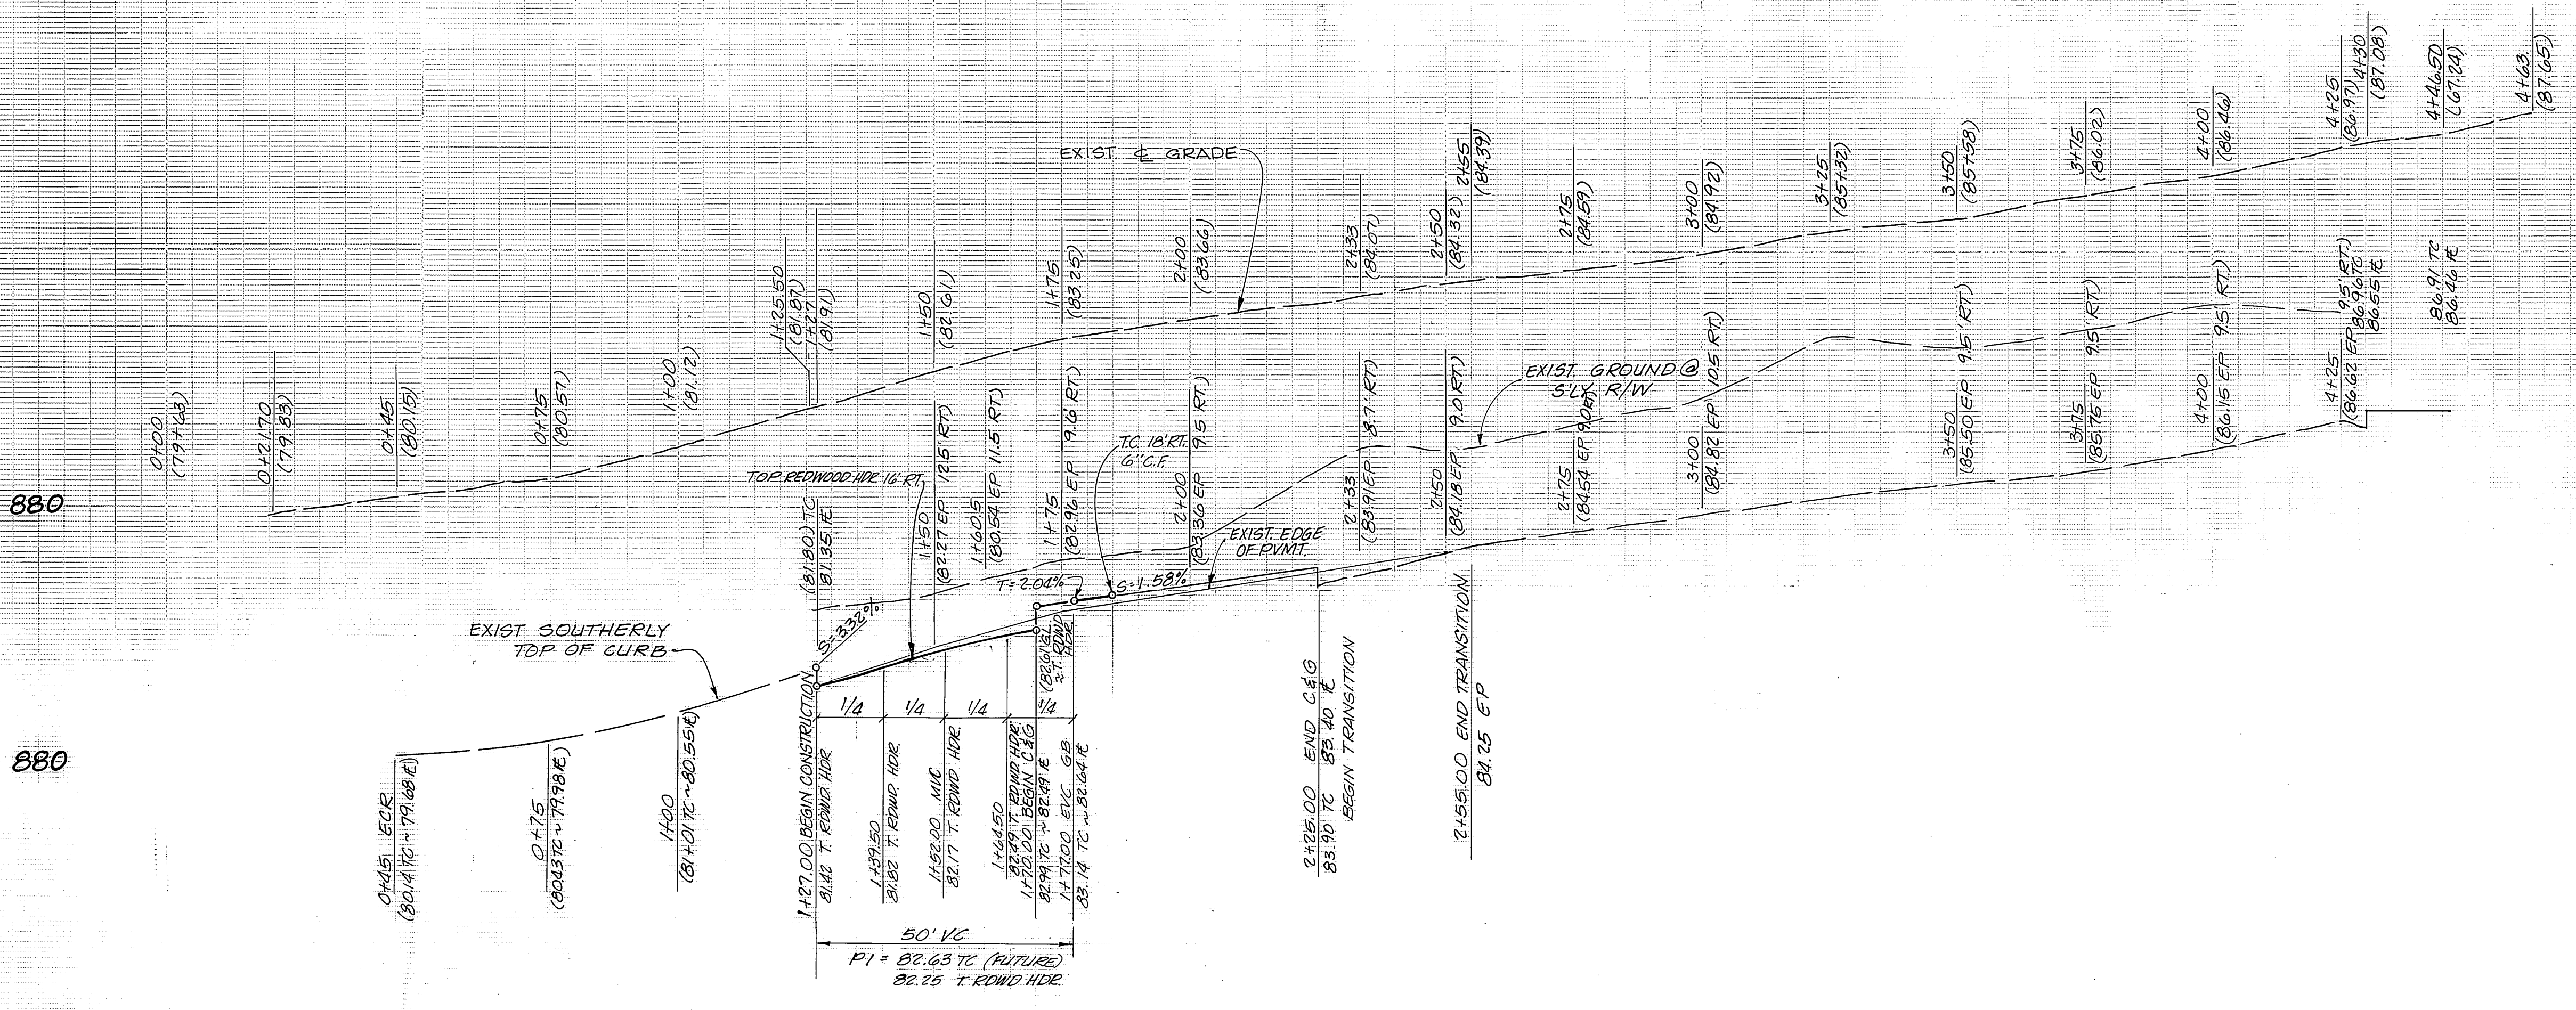 EXIST. ℄ GRADE
0+00
(79+63)
0+21.70
(79.83)
0+45
(80.15)
0+75
(80.57)
1+00
(81.12)
1+25.50
(81.87)
1+27
(81.91)
1+50
(82.61)
1+75
(83.25)
2+00
(83.66)
2+33
(84.07)
2+50
(84.32)
2+55
(84.39)
2+75
(84.59)
3+00
(84.92)
3+25
(85+32)
3+50
(85+58)
3+75
(86.02)
4+00
(86.46)
4+25
(86.97)
4+30
(87.08)
4+46.50
(67.24)
4+63
(87.65)
880
TOP REDWOOD HDR 16' RT.
(81.80) TC
81.35 ℄
1+50
(82.27 EP 12.5' RT)
1+60.5
(80.54 EP 11.5 RT)
1+75
(82.96 EP 9.6' RT)
T.C. 18' RT.
6" C.F.
2+00
(83.36 EP 9.5 RT)
EXIST. EDGE
OF PVMT.
2+33
(83.91 EP 8.7' RT)
2+50
(84.18 EP 9.0 RT)
EXIST. GROUND @
S'LY. R/W
2+75
(84.54 EP 9.0 RT)
3+00
(84.82 EP 10.5 RT.)
3+50
(85.50 EP 9.5' RT)
3+75
(85.75 EP 9.5 RT)
4+00
(86.15 EP 9.5' RT.)
4+25
(86.62 EP 9.5' RT.)
86.96 TC
86.55 ℄
86.91 TC
86.46 ℄
T=2.04%
S=1.58%
S=3.32%
EXIST SOUTHERLY
TOP OF CURB
(82.61) GL
T. RDWD
HDR.
880
1/4
1/4
1/4
1/4
0+45 ECR
(80.14 TC ~ 79.68 ℄)
0+75
(80.43 TC ~ 79.98 ℄)
1+00
(81+01 TC ~ 80.55 ℄)
1+27.00 BEGIN CONSTRUCTION
81.42 T. RDWD. HDR.
1+39.50
81.82 T. RDWD. HDR.
1+52.00 MVC
82.17 T. RDWD HDR.
1+64.50
82.49 T. RDWD. HDR.
1+70.00 BEGIN C&G
82.99 TC ~ 82.49 ℄
1+77.00 EVC GB
83.14 TC ~ 82.64 ℄
2+25.00 END C&G
83.90' TC 83.40 ℄
BEGIN TRANSITION
2+55.00 END TRANSITION
84.25 EP
50' VC
PI = 82.63 TC (FUTURE)
82.25 T. RDWD HDR.